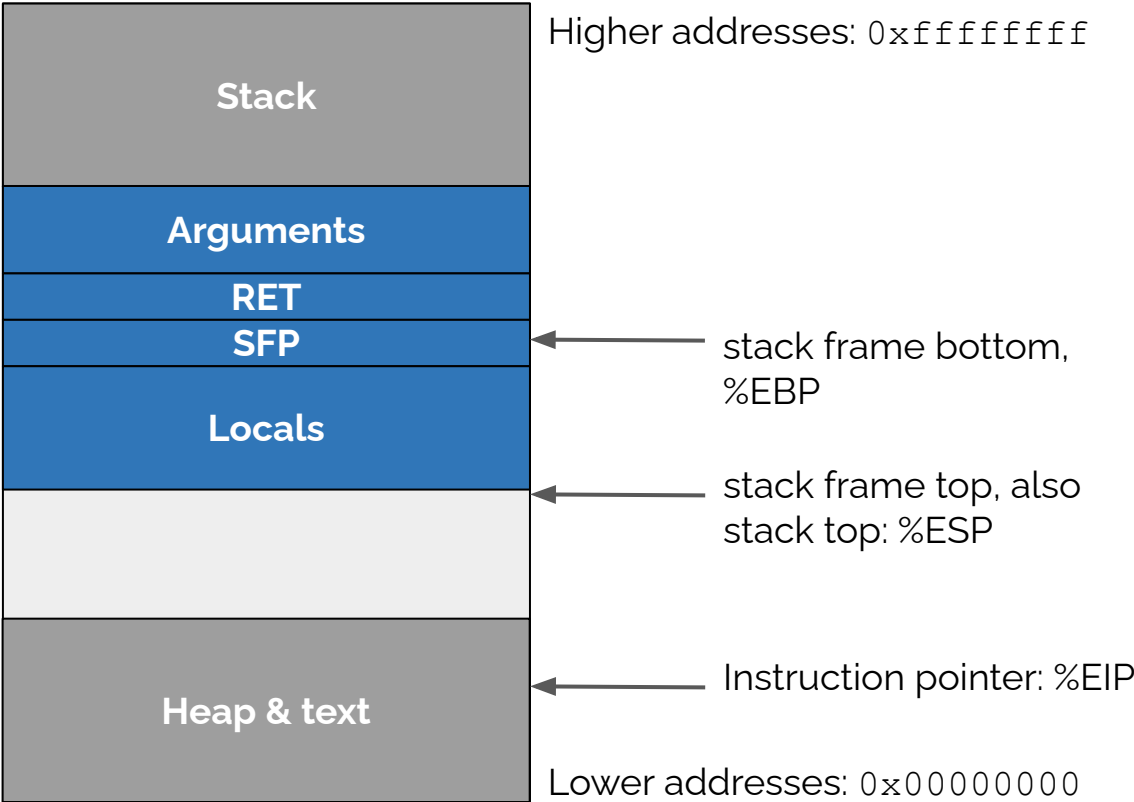 Higher addresses: 0xffffffff
Stack
Arguments
RET
SFP
stack frame bottom,
%EBP
Locals
stack frame top, also
stack top: %ESP
Instruction pointer: %EIP
Heap & text
Lower addresses: 0x00000000